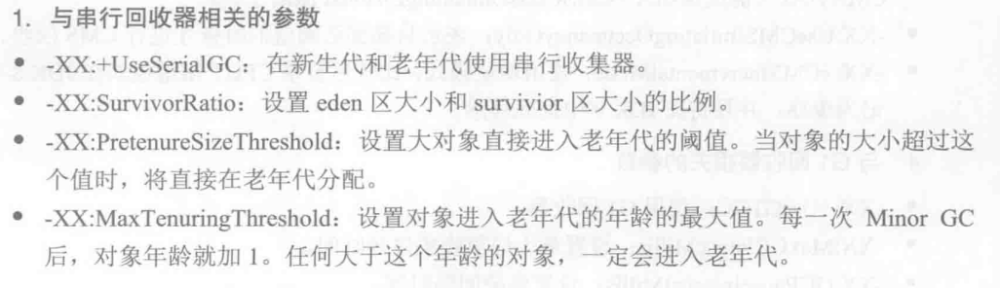 1. 与串行回收器相关的参数
● -XX:+UseSerialGC：在新生代和老年代使用串行收集器。
● -XX:SurvivorRatio：设置 eden 区大小和 survivior 区大小的比例。
● -XX:PretenureSizeThreshold：设置大对象直接进入老年代的阈值。当对象的大小超过这
个值时，将直接在老年代分配。
● -XX:MaxTenuringThreshold：设置对象进入老年代的年龄的最大值。每一次 Minor GC
后，对象年龄就加 1。任何大于这个年龄的对象，一定会进入老年代。